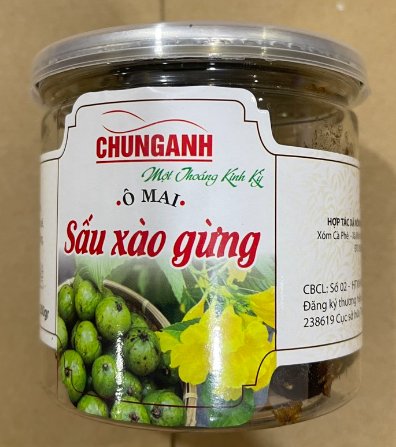 CHUNGANH
Một Thoáng Kinh Kỳ
Ô MAI
Sấu xào gừng
HỢP TÁC XÃ
Xóm Cà Phê -
CBCL: Số 02 -
Đăng ký thương
238619 Cục sở